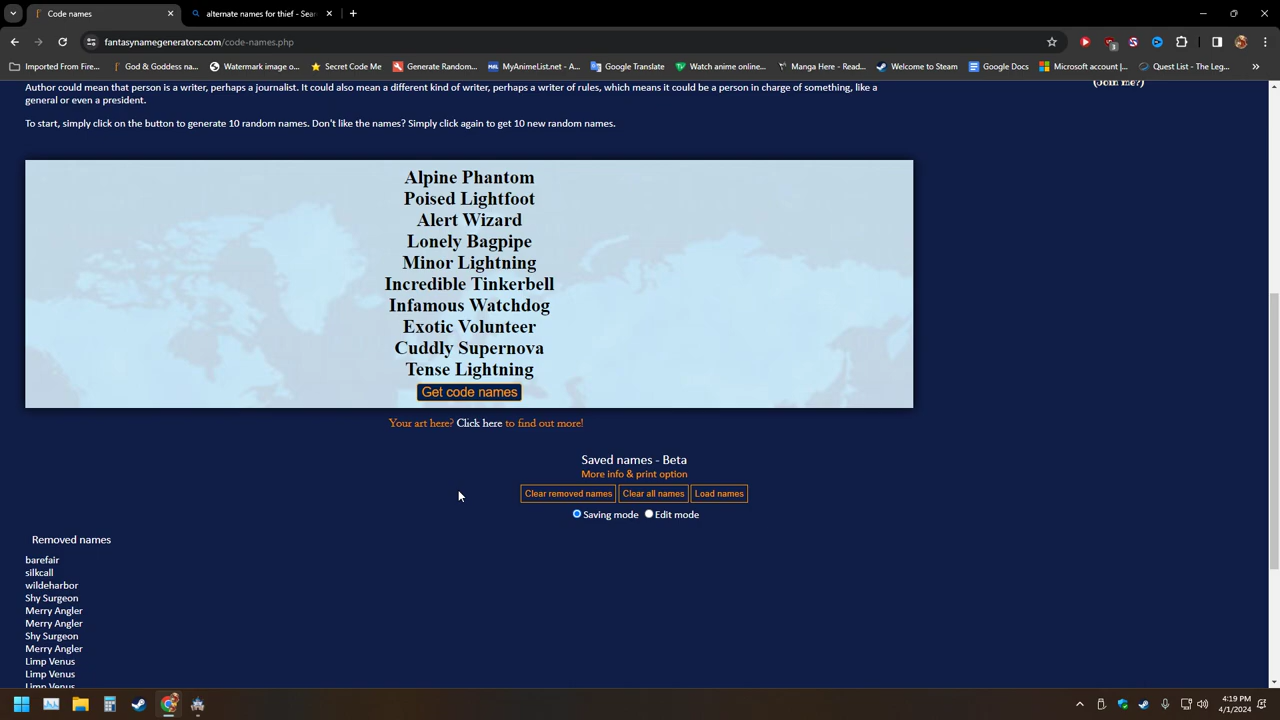 Code names
alternate names for thief - Sear
fantasynamegenerators.com/code-names.php
Imported From Fire...
God & Goddess na...
Watermark image o...
Secret Code Me
Generate Random...
MyAnimeList.net - A...
Google Translate
Watch anime online...
Manga Here - Read...
Welcome to Steam
Google Docs
Microsoft account |...
Quest List - The Leg...
Author could mean that person is a writer, perhaps a journalist. It could also mean a different kind of writer, perhaps a writer of rules, which means it could be a person in charge of something, like a
general or even a president.
(Join me?)
To start, simply click on the button to generate 10 random names. Don't like the names? Simply click again to get 10 new random names.
Alpine Phantom
Poised Lightfoot
Alert Wizard
Lonely Bagpipe
Minor Lightning
Incredible Tinkerbell
Infamous Watchdog
Exotic Volunteer
Cuddly Supernova
Tense Lightning
Get code names
Your art here? Click here to find out more!
Saved names - Beta
More info & print option
Clear removed names
Clear all names
Load names
Saving mode
Edit mode
Removed names
barefair
silkcall
wildeharbor
Shy Surgeon
Merry Angler
Merry Angler
Shy Surgeon
Merry Angler
Limp Venus
Limp Venus
Limp Venus
4:19 PM
4/1/2024